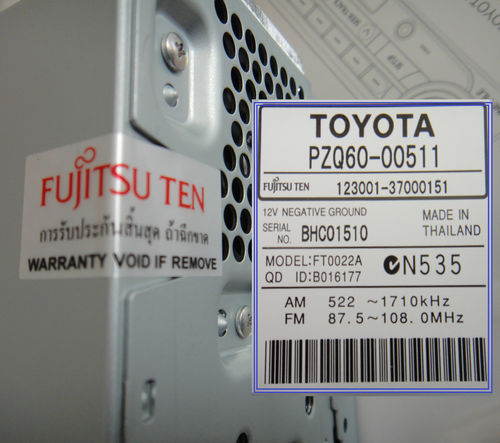 FUJITSU TEN
การรับประกันสิ้นสุด ถ้าฉีกขาด
WARRANTY VOID IF REMOVE
TOYOTA
PZQ60-00511
FUJITSU TEN 123001-37000151
12V NEGATIVE GROUND
SERIAL NO. BHC01510
MADE IN THAILAND
MODEL:FT0022A
QD ID:B016177
N535
AM 522 ~1710kHz
FM 87.5~108.0MHz